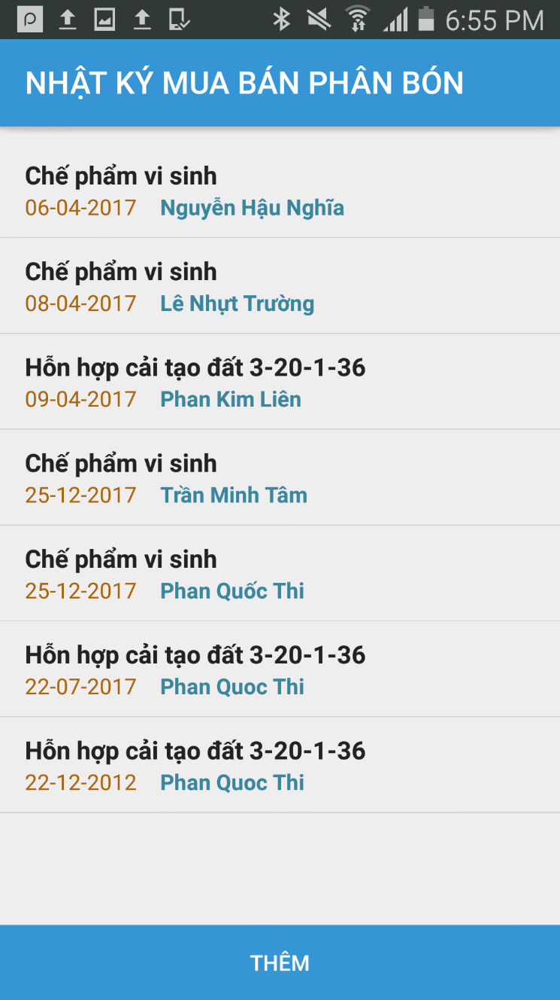 6:55 PM
NHẬT KÝ MUA BÁN PHÂN BÓN
Chế phẩm vi sinh
06-04-2017 Nguyễn Hậu Nghĩa
Chế phẩm vi sinh
08-04-2017 Lê Nhựt Trường
Hỗn hợp cải tạo đất 3-20-1-36
09-04-2017 Phan Kim Liên
Chế phẩm vi sinh
25-12-2017 Trần Minh Tâm
Chế phẩm vi sinh
25-12-2017 Phan Quốc Thi
Hỗn hợp cải tạo đất 3-20-1-36
22-07-2017 Phan Quoc Thi
Hỗn hợp cải tạo đất 3-20-1-36
22-12-2012 Phan Quoc Thi
THÊM